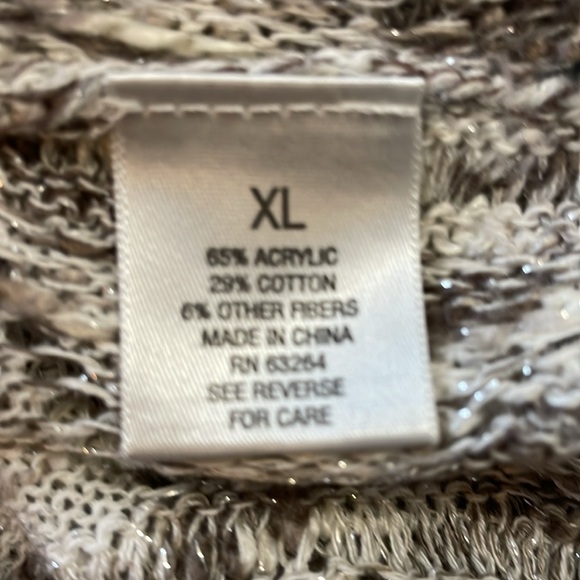 XL
65% ACRYLIC
29% COTTON
6% OTHER FIBERS
MADE IN CHINA
RN 63264
SEE REVERSE
FOR CARE